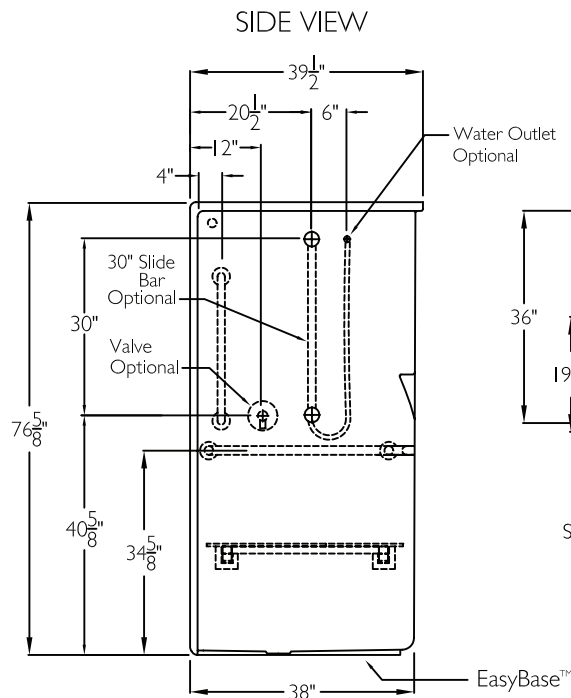 SIDE VIEW
39 1/2"
20 1/2"
6"
12"
4"
Water Outlet
Optional
30" Slide
Bar
Optional
30"
36"
Valve
Optional
19
76 5/8"
40 5/8"
34 5/8"
S
EasyBase™
38"